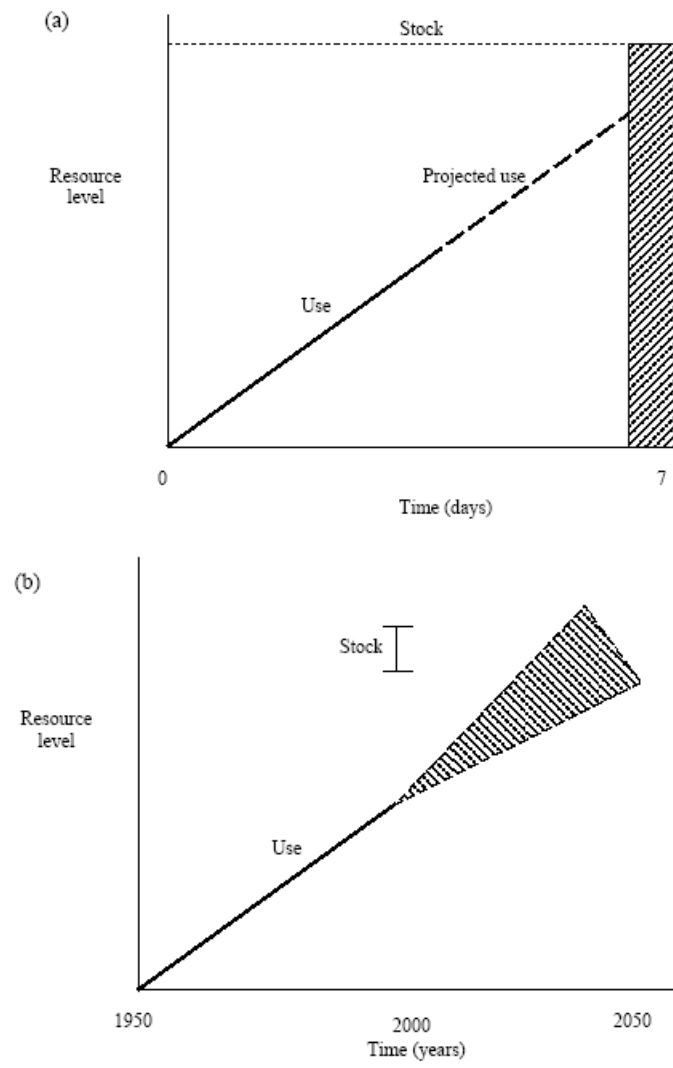 (a)
Stock
Resource
level
Projected use
Use
0
7
Time (days)
(b)
Stock
Resource
level
Use
1950
2000
2050
Time (years)